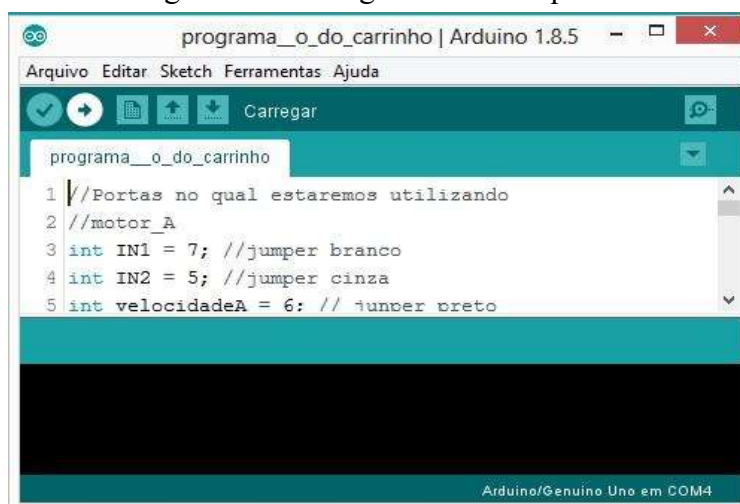 programa__o_do_carrinho | Arduino 1.8.5
Arquivo Editar Sketch Ferramentas Ajuda
Carregar
programa__o_do_carrinho
1 //Portas no qual estaremos utilizando
2 //motor_A
3 int IN1 = 7; //jumper branco
4 int IN2 = 5; //jumper cinza
5 int velocidadeA = 6; // junper preto
Arduino/Genuino Uno em COM4